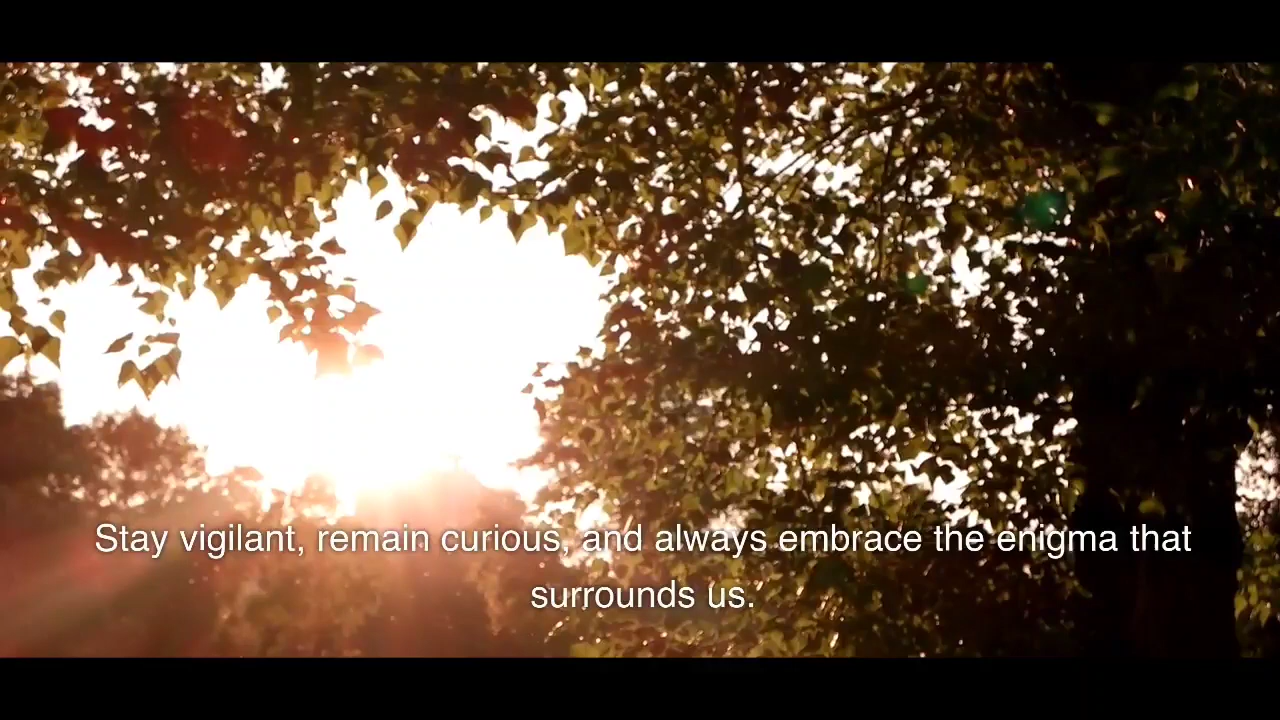 Stay vigilant, remain curious, and always embrace the enigma that
surrounds us.